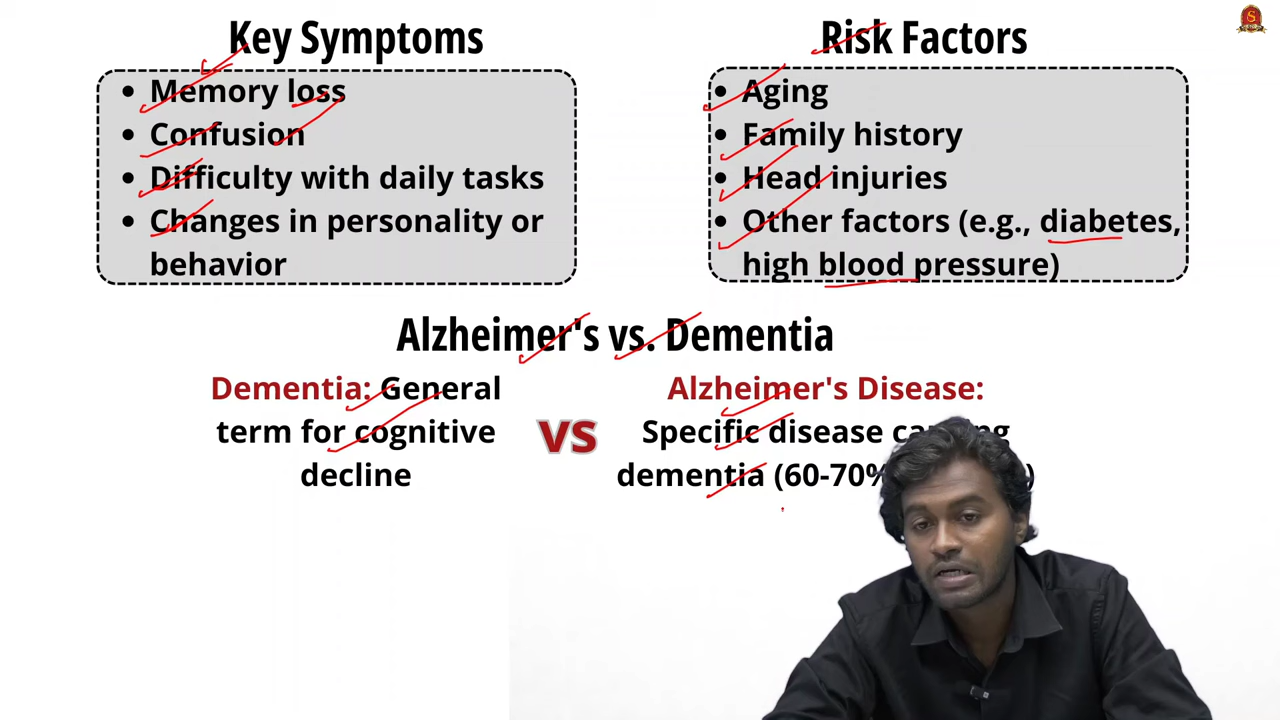 Key Symptoms
• Memory loss
• Confusion
• Difficulty with daily tasks
• Changes in personality or
behavior
Risk Factors
• Aging
• Family history
• Head injuries
• Other factors (e.g., diabetes,
high blood pressure)
Alzheimer's vs. Dementia
Dementia: General
term for cognitive
decline
VS
Alzheimer's Disease:
Specific disease
dementia (60-70%